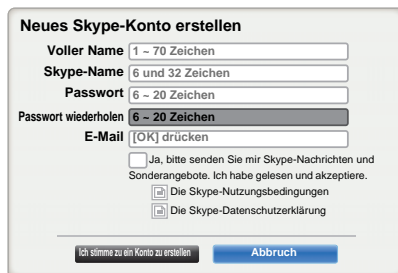 Neues Skype-Konto erstellen
Voller Name 1 ~ 70 Zeichen
Skype-Name 6 und 32 Zeichen
Passwort 6 ~ 20 Zeichen
Passwort wiederholen 6 ~ 20 Zeichen
E-Mail [OK] drücken
Ja, bitte senden Sie mir Skype-Nachrichten und
Sonderangebote. Ich habe gelesen und akzeptiere.
Die Skype-Nutzungsbedingungen
Die Skype-Datenschutzerklärung
Ich stimme zu ein Konto zu erstellen Abbruch